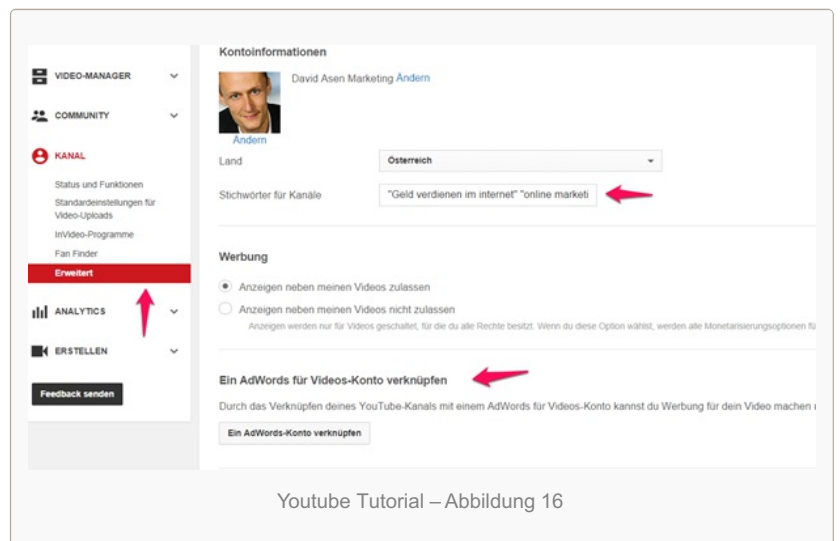 VIDEO-MANAGER
COMMUNITY
KANAL
Status und Funktionen
Standardeinstellungen für
Video-Uploads
InVideo-Programme
Fan Finder
Erweitert
ANALYTICS
ERSTELLEN
Feedback senden
Kontoinformationen
David Asen Marketing Ändern
Ändern
Land
Österreich
Stichwörter für Kanäle
"Geld verdienen im internet" "online marketi
Werbung
Anzeigen neben meinen Videos zulassen
Anzeigen neben meinen Videos nicht zulassen
Anzeigen werden nur für Videos geschaltet, für die du alle Rechte besitzt. Wenn du diese Option wählst, werden alle Monetarisierungsoptionen fü
Ein AdWords für Videos-Konto verknüpfen
Durch das Verknüpfen deines YouTube-Kanals mit einem AdWords für Videos-Konto kannst du Werbung für dein Video machen u
Ein AdWords-Konto verknüpfen
Youtube Tutorial – Abbildung 16